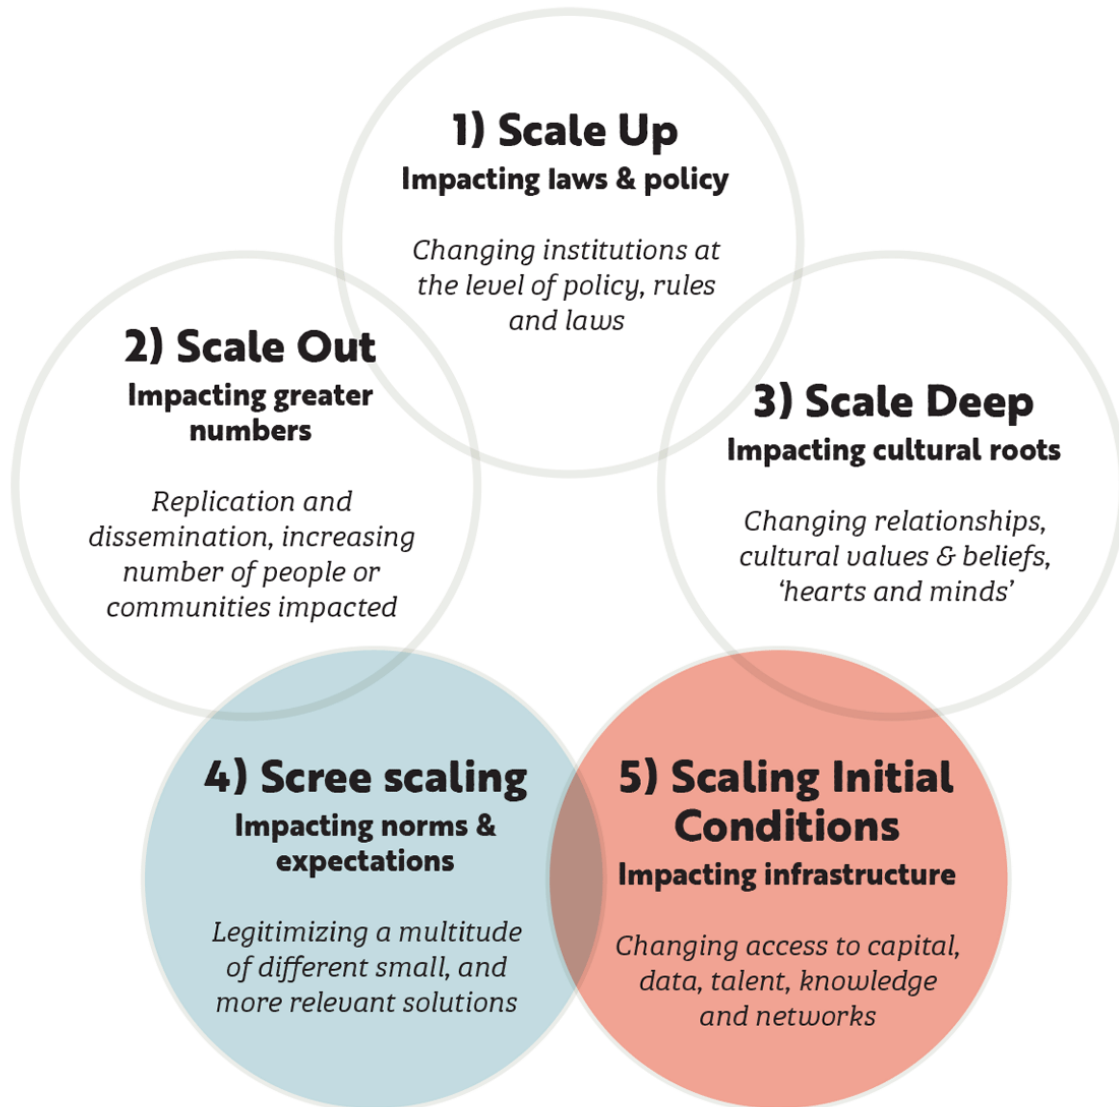 1) Scale Up
Impacting laws & policy
Changing institutions at
the level of policy, rules
and laws
2) Scale Out
Impacting greater
numbers
Replication and
dissemination, increasing
number of people or
communities impacted
3) Scale Deep
Impacting cultural roots
Changing relationships,
cultural values & beliefs,
‘hearts and minds’
4) Scree scaling
Impacting norms &
expectations
Legitimizing a multitude
of different small, and
more relevant solutions
5) Scaling Initial
Conditions
Impacting infrastructure
Changing access to capital,
data, talent, knowledge
and networks